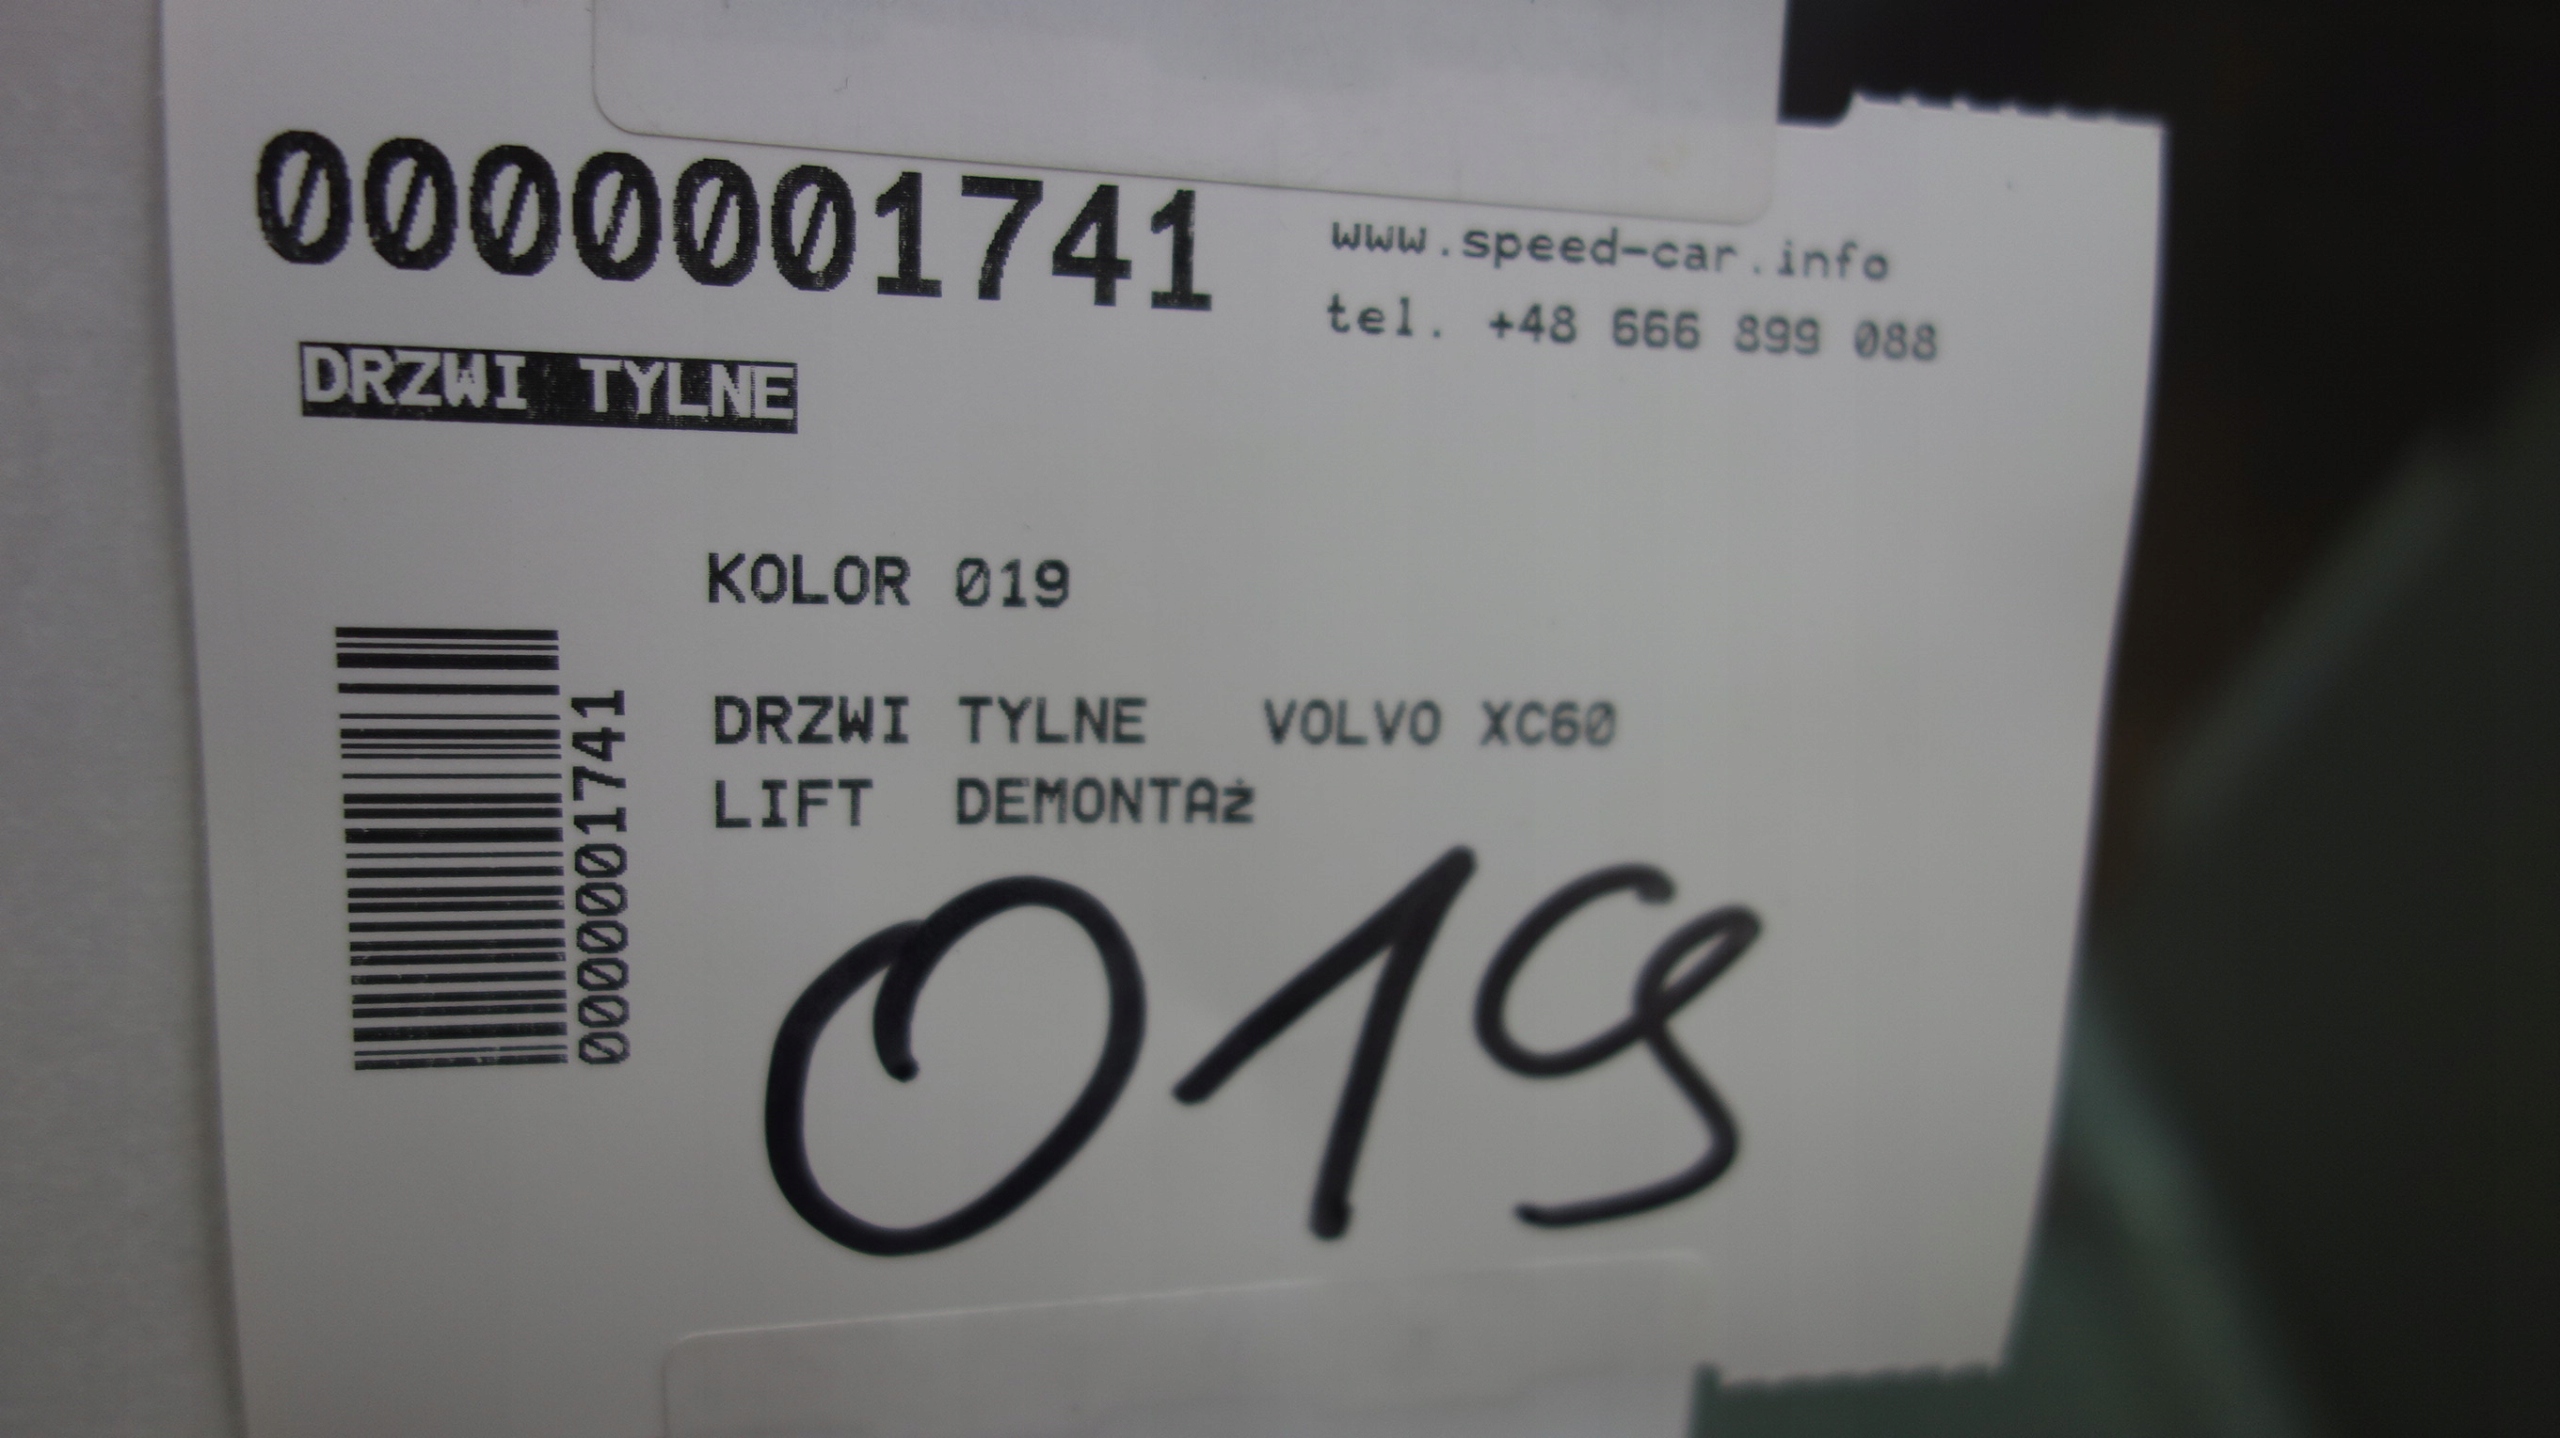 0000001741
www.speed-car.info
tel. +48 666 899 088
DRZWI TYLNE
KOLOR 019
DRZWI TYLNE VOLVO XC60
LIFT DEMONTAż
0000001741
019